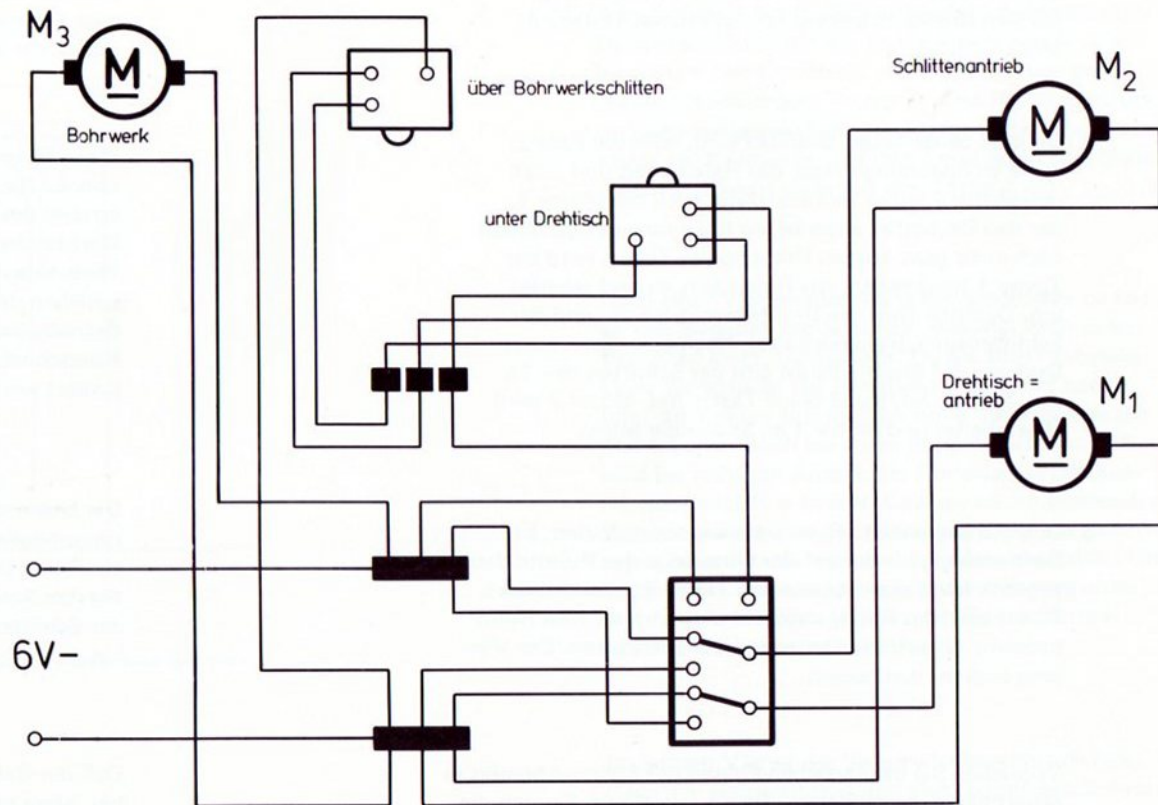 M3
M
Bohrwerk
über Bohrwerkschlitten
unter Drehtisch
Schlittenantrieb
M2
M
Drehtisch =
antrieb
M1
M
6V-